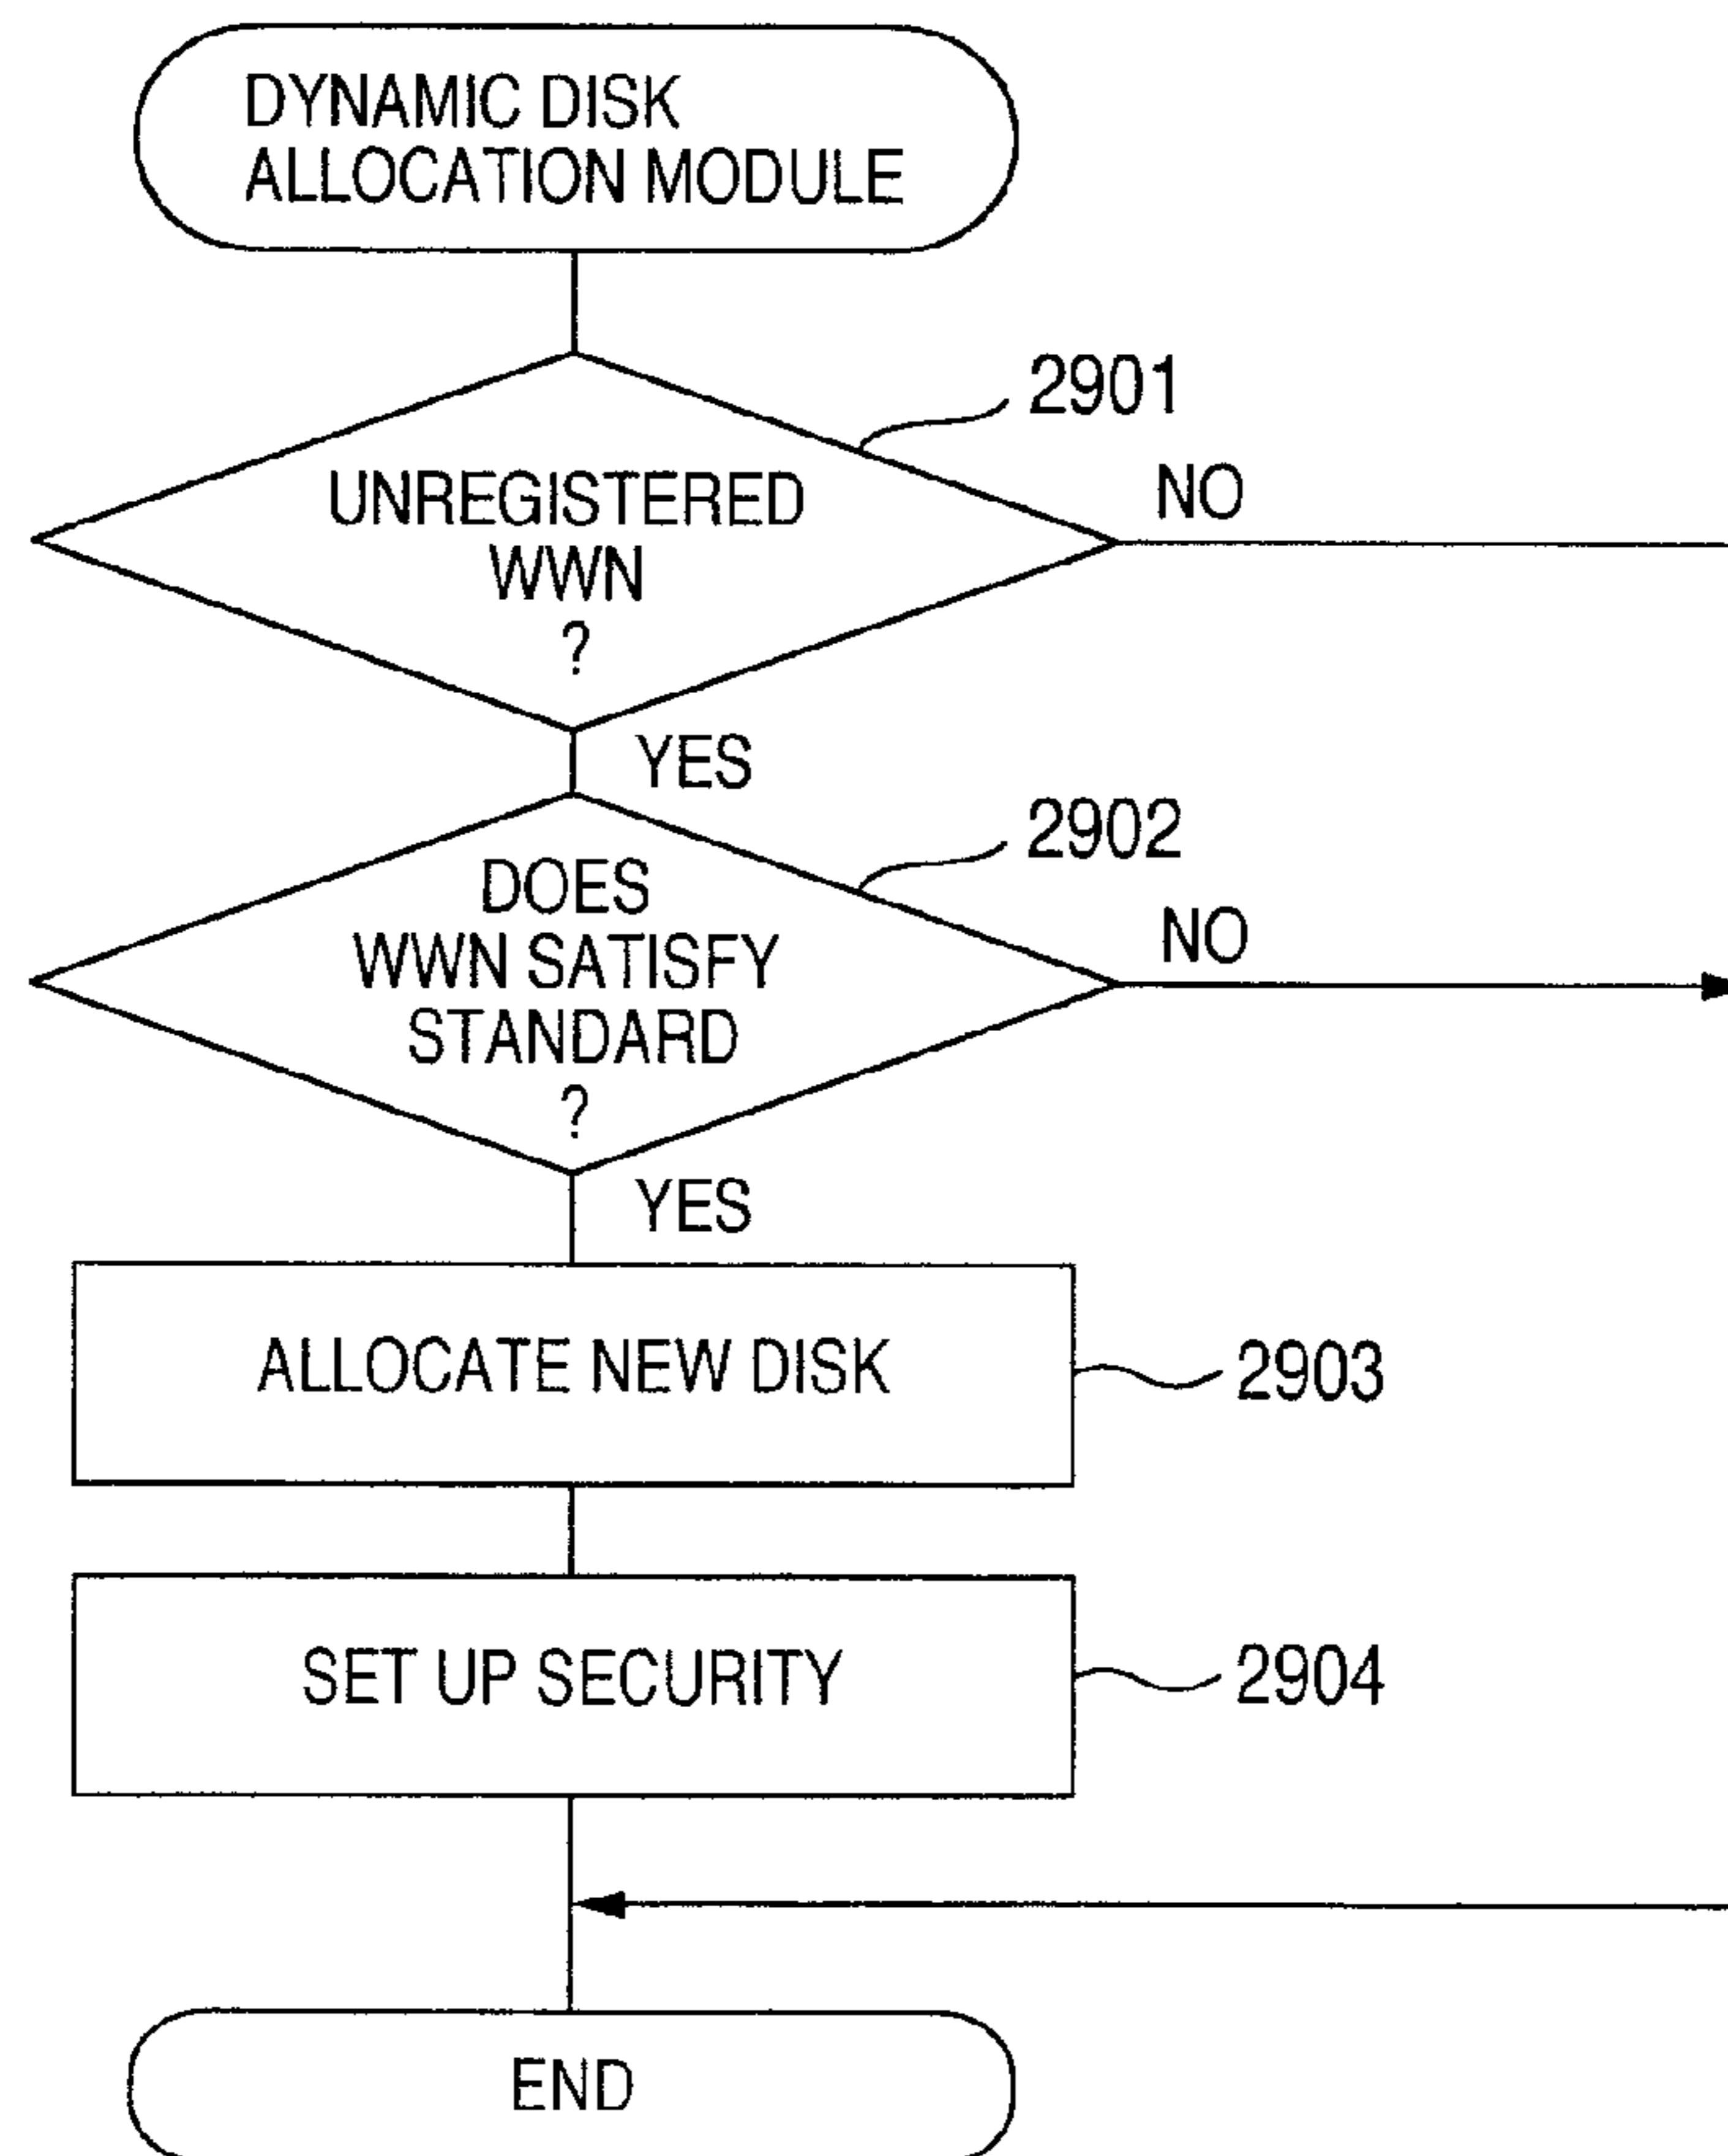 DYNAMIC DISK
ALLOCATION MODULE
2901
UNREGISTERED
WWN
?
NO
YES
2902
DOES
WWN SATISFY
STANDARD
?
NO
YES
ALLOCATE NEW DISK
2903
SET UP SECURITY
2904
END